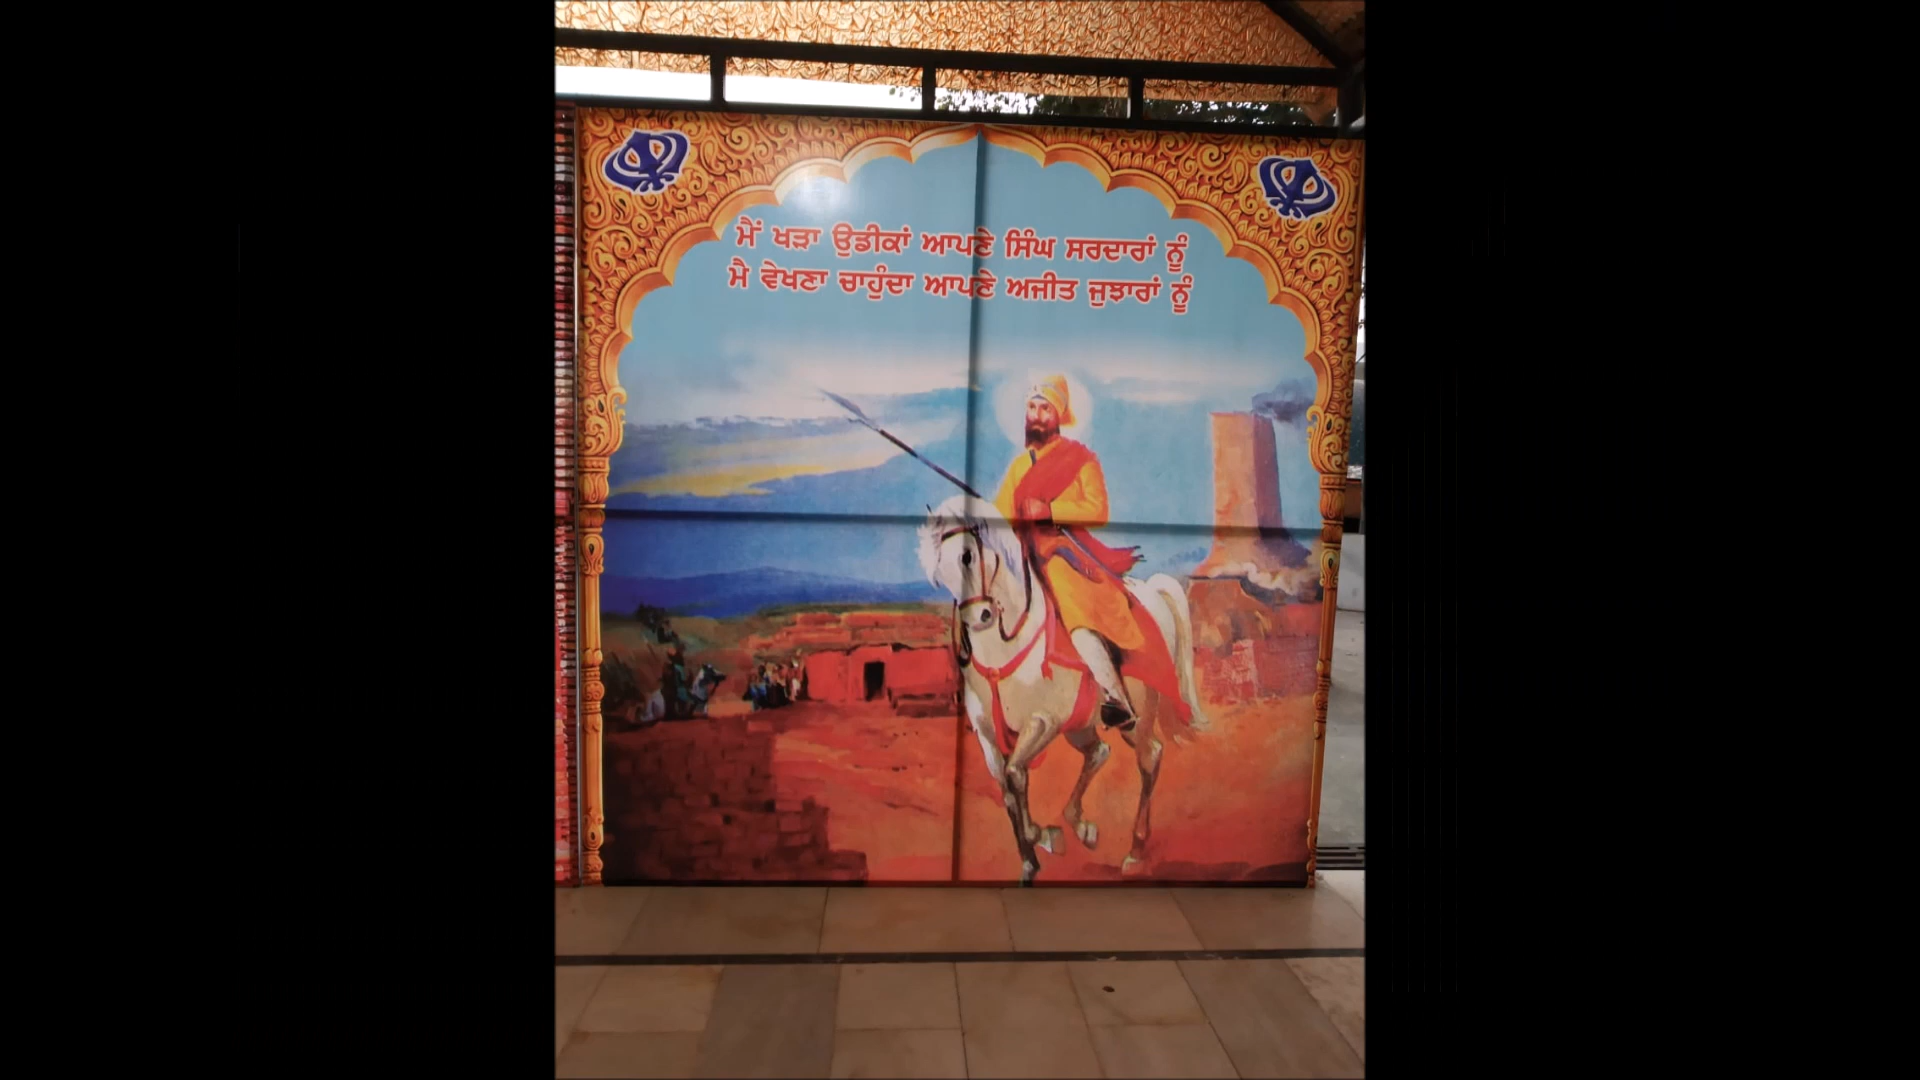 ਮੈਂ ਖੜਾ ਉਡੀਕਾਂ ਆਪਣੇ ਸਿੰਘ ਸਰਦਾਰਾਂ ਨੂੰ
ਮੈ ਵੇਖਣਾ ਚਾਹੁੰਦਾ ਆਪਣੇ ਅਜੀਤ ਜੁਝਾਰਾਂ ਨੂੰ